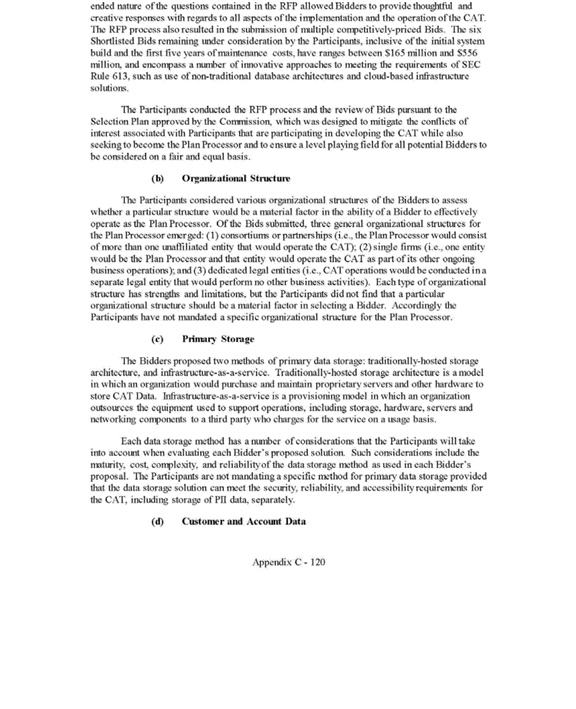 ended nature of the questions contained in the RFP allowed Bidders to provide thoughtful and
creative responses with regards to all aspects of the implementation and the operation of the CAT.
The RFP process also resulted in the submission of multiple competitively-priced Bids. The six
Shortlisted Bids remaining under consideration by the Participants, inclusive of the initial system
build and the first five years of maintenance costs, have ranges between $165 million and $556
million, and encompass a number of innovative approaches to meeting the requirements of SEC
Rule 613, such as use of non-traditional database architectures and cloud-based infrastructure
solutions.
The Participants conducted the RFP process and the review of Bids pursuant to the
Selection Plan approved by the Commission, which was designed to mitigate the conflicts of
interest associated with Participants that are participating in developing the CAT while also
seeking to become the Plan Processor and to ensure a level playing field for all potential Bidders to
be considered on a fair and equal basis.
(b) Organizational Structure
The Participants considered various organizational structures of the Bidders to assess
whether a particular structure would be a material factor in the ability of a Bidder to effectively
operate as the Plan Processor. Of the Bids submitted, three general organizational structures for
the Plan Processor emerged: (1) consortiums or partnerships (i.e., the Plan Processor would consist
of more than one unaffiliated entity that would operate the CAT); (2) single firms (i.e., one entity
would be the Plan Processor and that entity would operate the CAT as part of its other ongoing
business operations); and (3) dedicated legal entities (i.e., CAT operations would be conducted in a
separate legal entity that would perform no other business activities). Each type of organizational
structure has strengths and limitations, but the Participants did not find that a particular
organizational structure should be a material factor in selecting a Bidder. Accordingly the
Participants have not mandated a specific organizational structure for the Plan Processor.
(c) Primary Storage
The Bidders proposed two methods of primary data storage: traditionally-hosted storage
architecture, and infrastructure-as-a-service. Traditionally-hosted storage architecture is a model
in which an organization would purchase and maintain proprietary servers and other hardware to
store CAT Data. Infrastructure-as-a-service is a provisioning model in which an organization
outsources the equipment used to support operations, including storage, hardware, servers and
networking components to a third party who charges for the service on a usage basis.
Each data storage method has a number of considerations that the Participants will take
into account when evaluating each Bidder's proposed solution. Such considerations include the
maturity, cost, complexity, and reliability of the data storage method as used in each Bidder's
proposal. The Participants are not mandating a specific method for primary data storage provided
that the data storage solution can meet the security, reliability, and accessibility requirements for
the CAT, including storage of PII data, separately.
(d) Customer and Account Data
Appendix C - 120